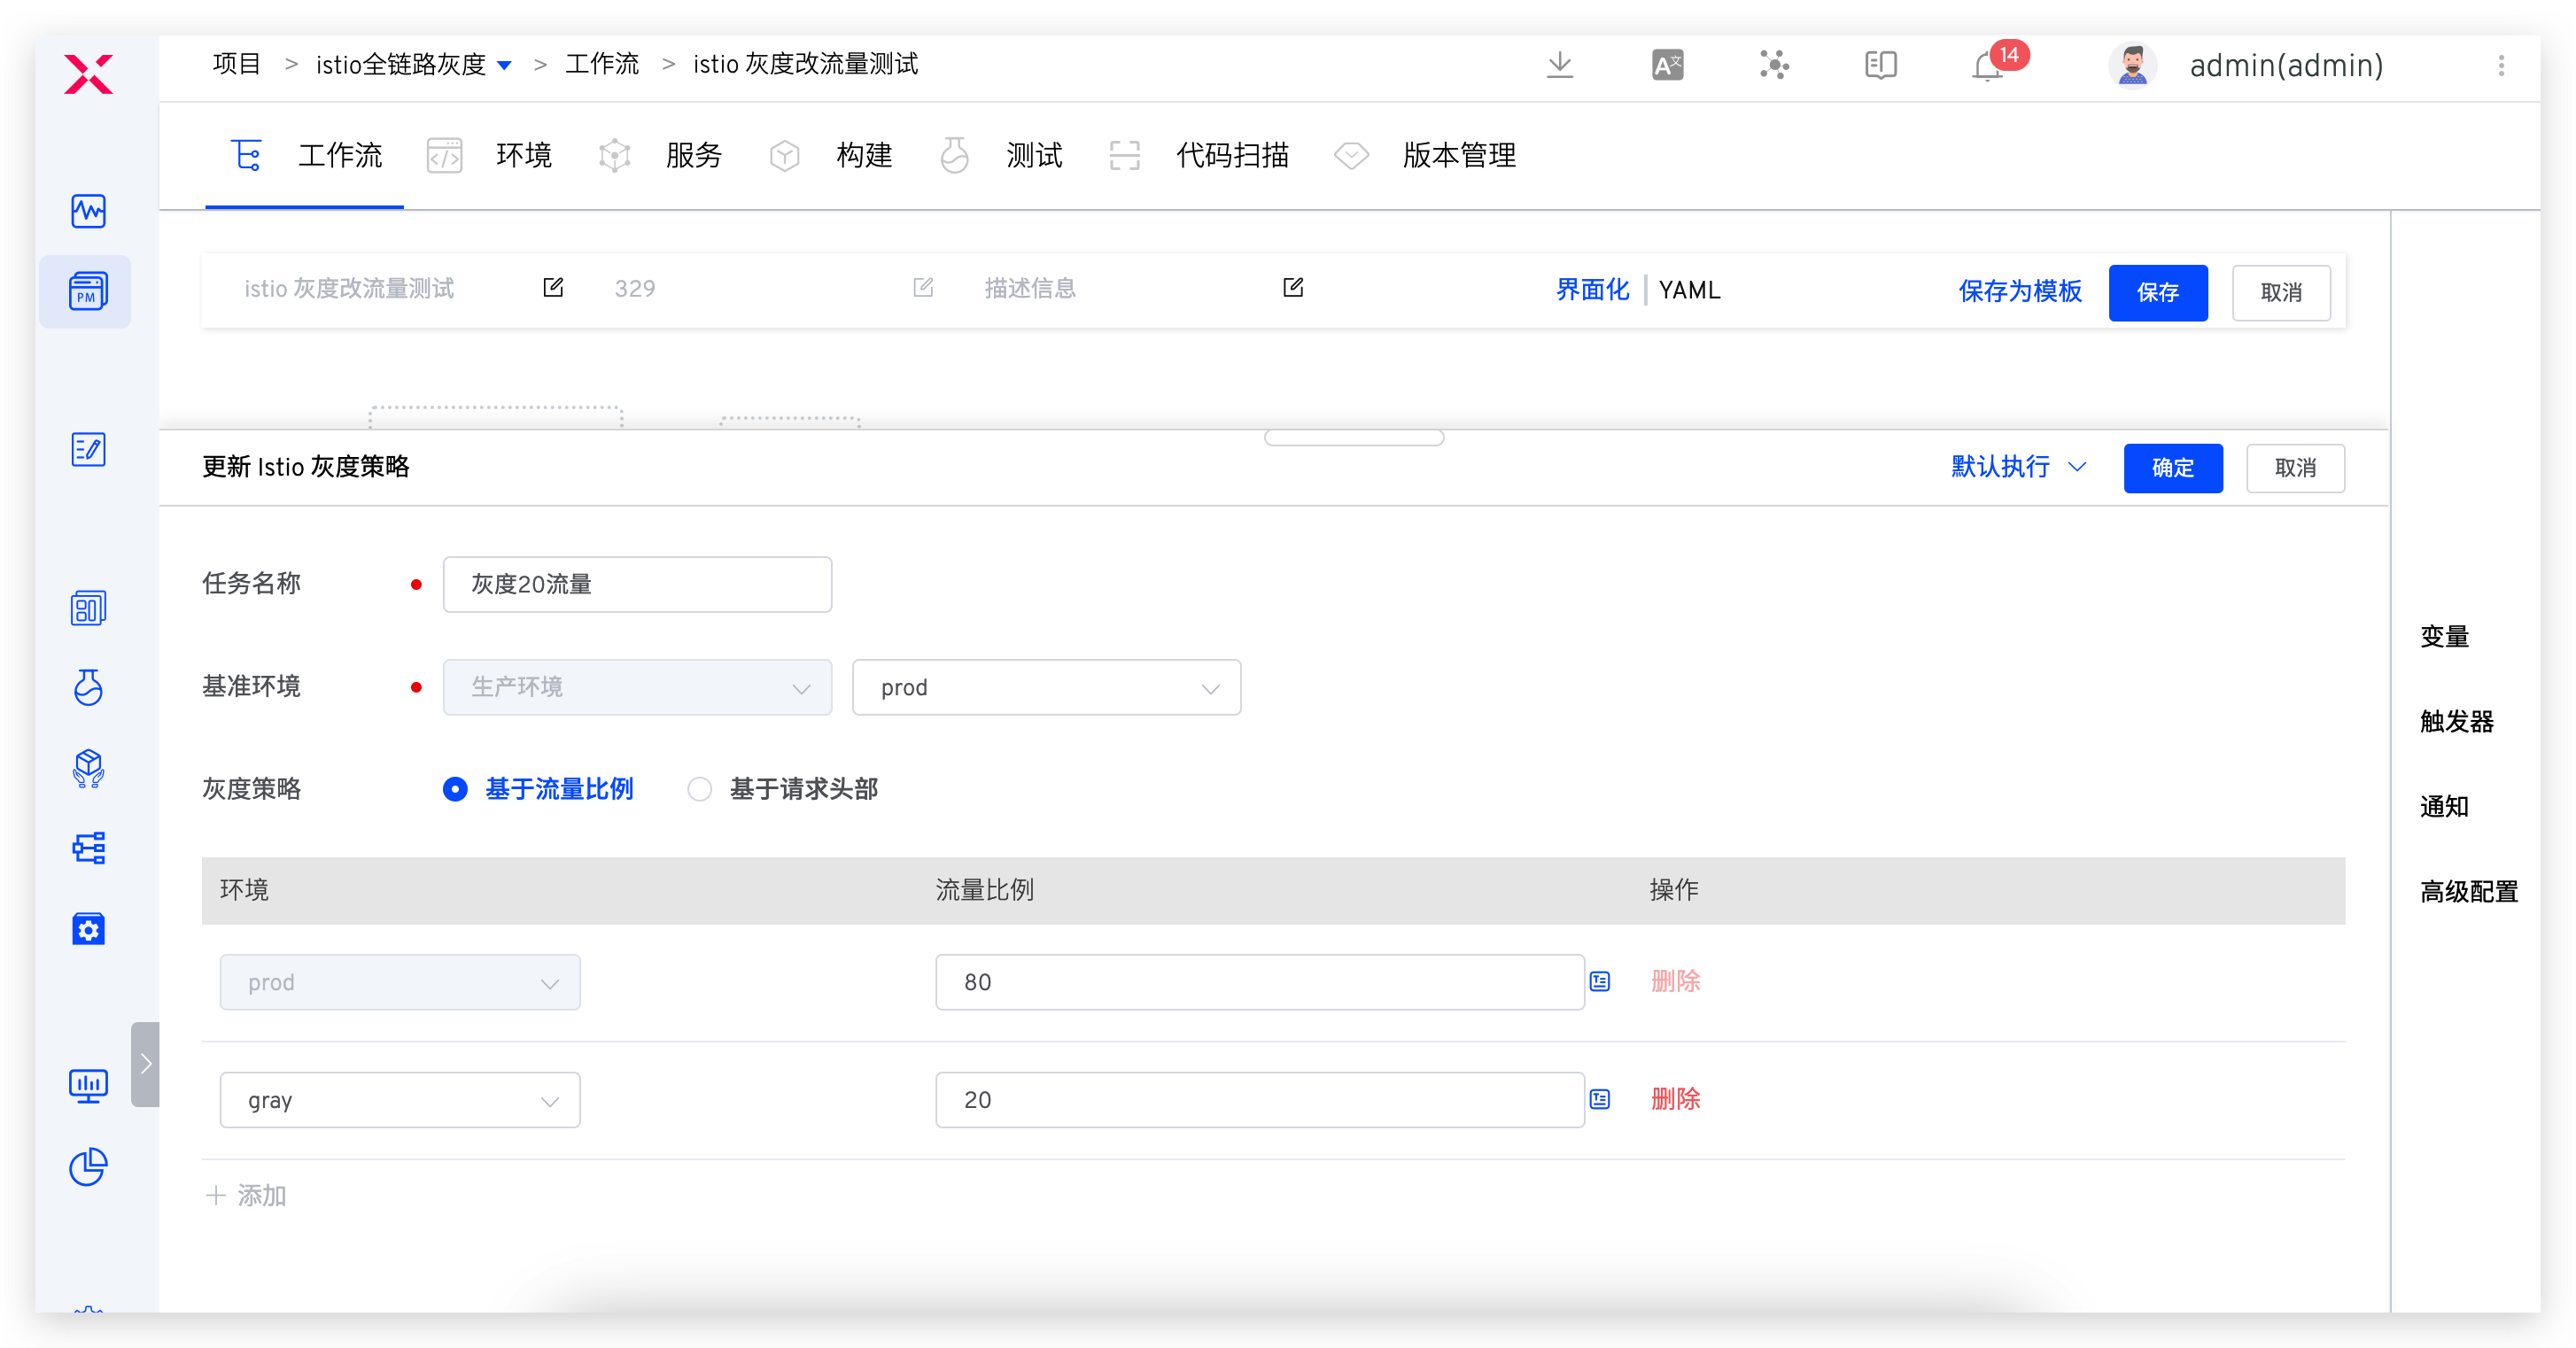 项目 > istio全链路灰度 > 工作流 > istio 灰度改流量测试
14
admin(admin)
工作流 环境 服务 构建 测试 代码扫描 版本管理
istio 灰度改流量测试 329 描述信息 界面化 YAML 保存为模板 保存 取消
PM
更新 Istio 灰度策略 默认执行 确定 取消
任务名称 灰度20流量
基准环境 生产环境 prod
灰度策略 基于流量比例 基于请求头部
环境 流量比例 操作
prod 80 删除
gray 20 删除
添加
变量
触发器
通知
高级配置